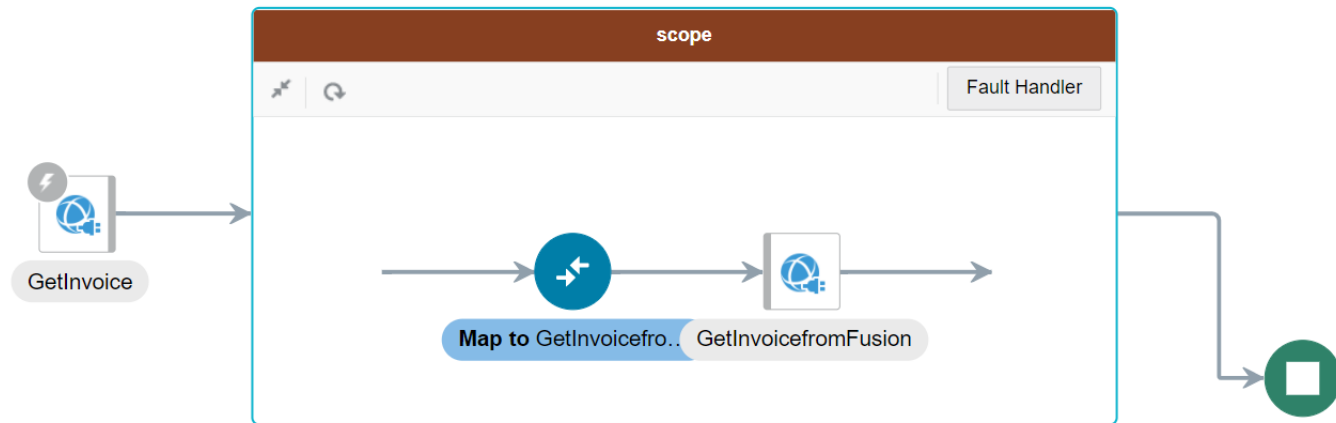 scope
Fault Handler
GetInvoice
Map to GetInvoicefro...
GetInvoicefromFusion